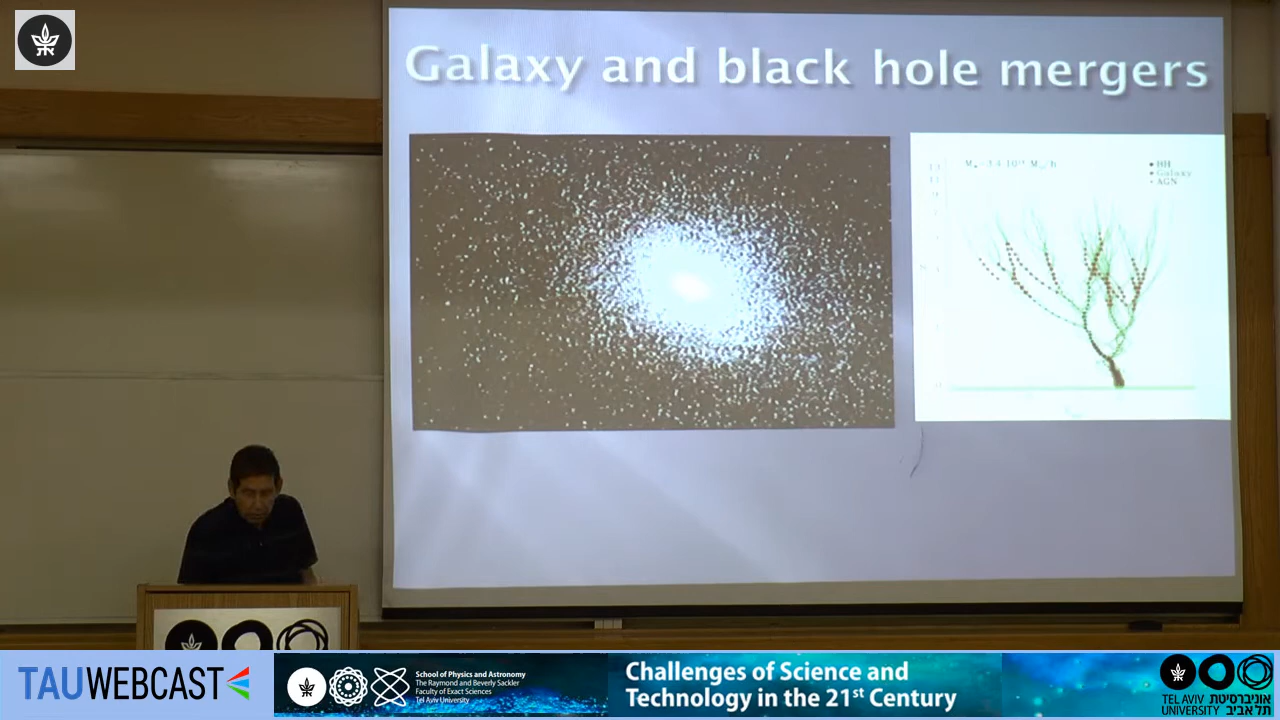 Galaxy and black hole mergers
BH
Galaxy
AGN
TAUWEBCAST
School of Physics and Astronomy
The Raymond and Beverly Sackler
Faculty of Exact Sciences
Tel Aviv University
Challenges of Science and
Technology in the 21st Century
TEL AVIV אוניברסיטת
UNIVERSITY תל אביב